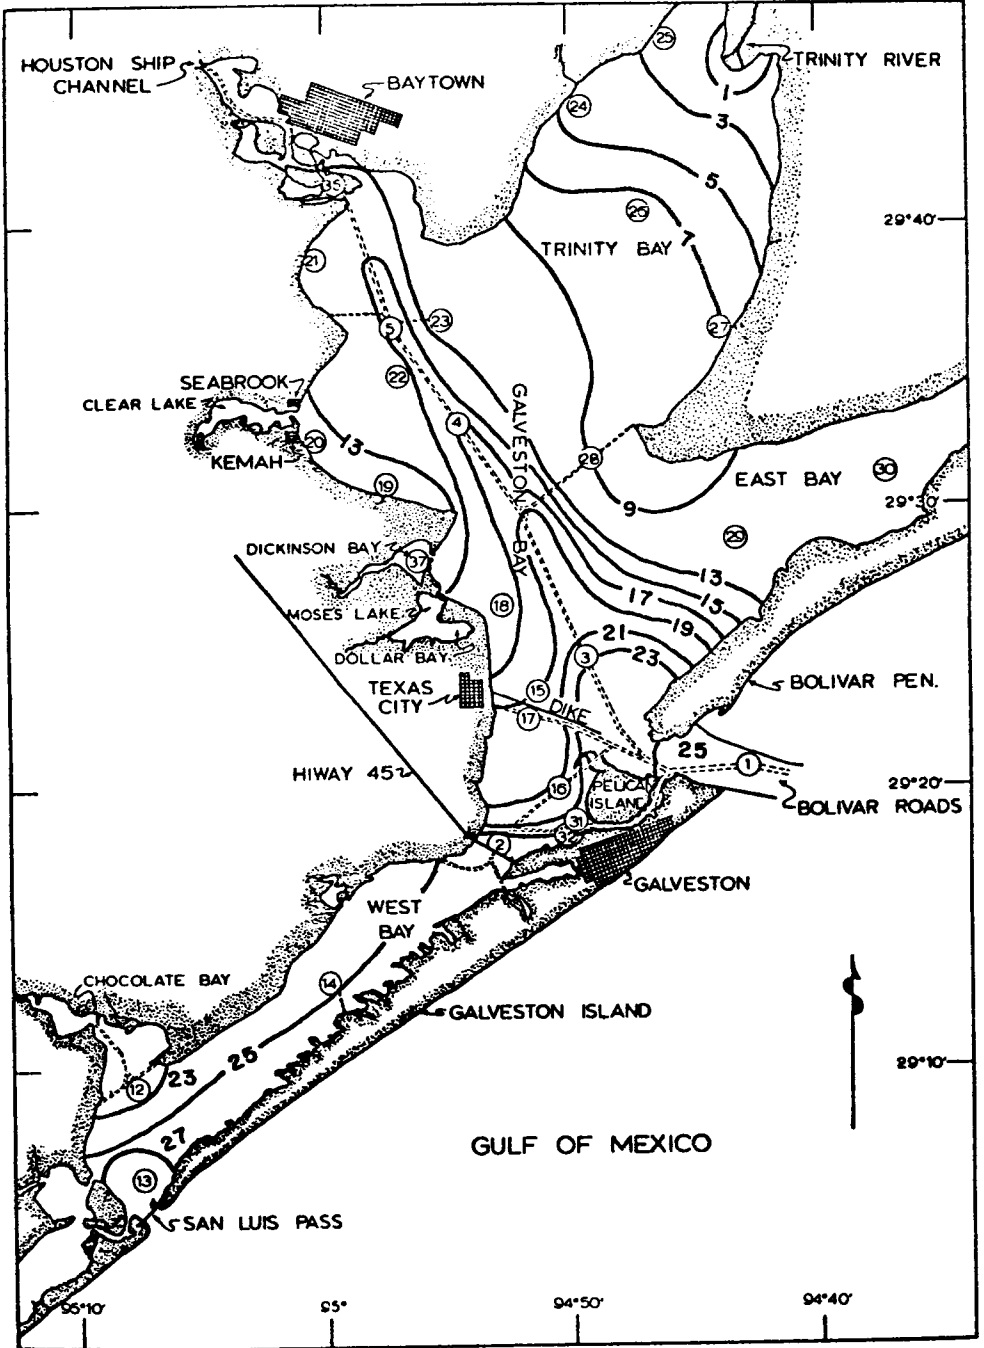 25
TRINITY RIVER
HOUSTON SHIP
CHANNEL
BAYTOWN
1
24
3
35
5
26
29°40'
7
TRINITY BAY
21
23
5
27
22
SEABROOK
CLEAR LAKE
GALVESTON BAY
4
20
13
KEMAH
28
EAST BAY
30
19
9
29°30'
29
DICKINSON BAY
37
13
MOSES LAKE
18
17
15
19
21
DOLLAR BAY
3
23
TEXAS
CITY
15
DIKE
17
BOLIVAR PEN.
25
1
HIWAY 45
16
PELICAN
ISLAND
29°20'
BOLIVAR ROADS
31
32
2
GALVESTON
WEST
BAY
CHOCOLATE BAY
14
GALVESTON ISLAND
25
23
12
29°10'
27
GULF OF MEXICO
13
SAN LUIS PASS
95°10'
95°
94°50'
94°40'